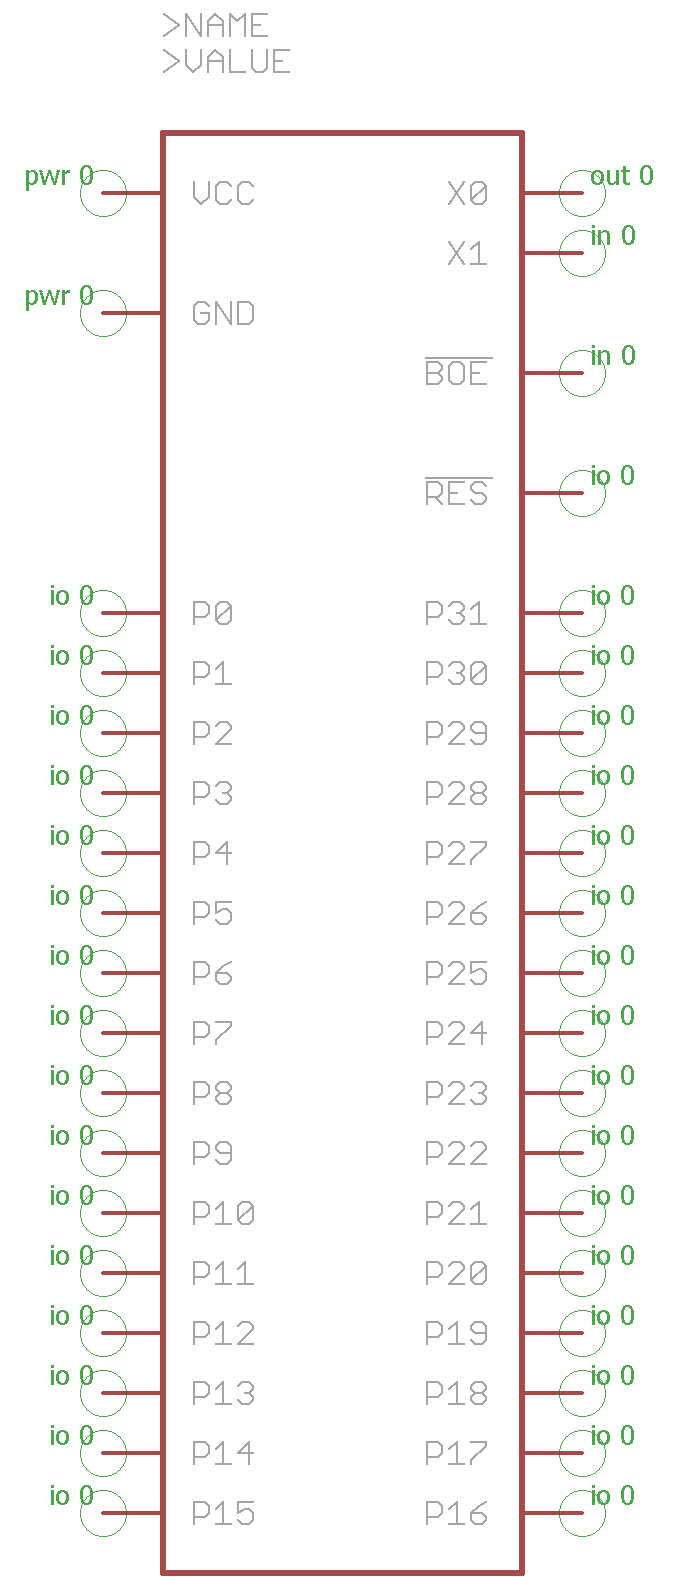 >NAME
>VALUE
pwr 0 VCC X0 out 0
X1 in 0
pwr 0 GND
BOE in 0
RES io 0
io 0 P0 P31 io 0
io 0 P1 P30 io 0
io 0 P2 P29 io 0
io 0 P3 P28 io 0
io 0 P4 P27 io 0
io 0 P5 P26 io 0
io 0 P6 P25 io 0
io 0 P7 P24 io 0
io 0 P8 P23 io 0
io 0 P9 P22 io 0
io 0 P10 P21 io 0
io 0 P11 P20 io 0
io 0 P12 P19 io 0
io 0 P13 P18 io 0
io 0 P14 P17 io 0
io 0 P15 P16 io 0